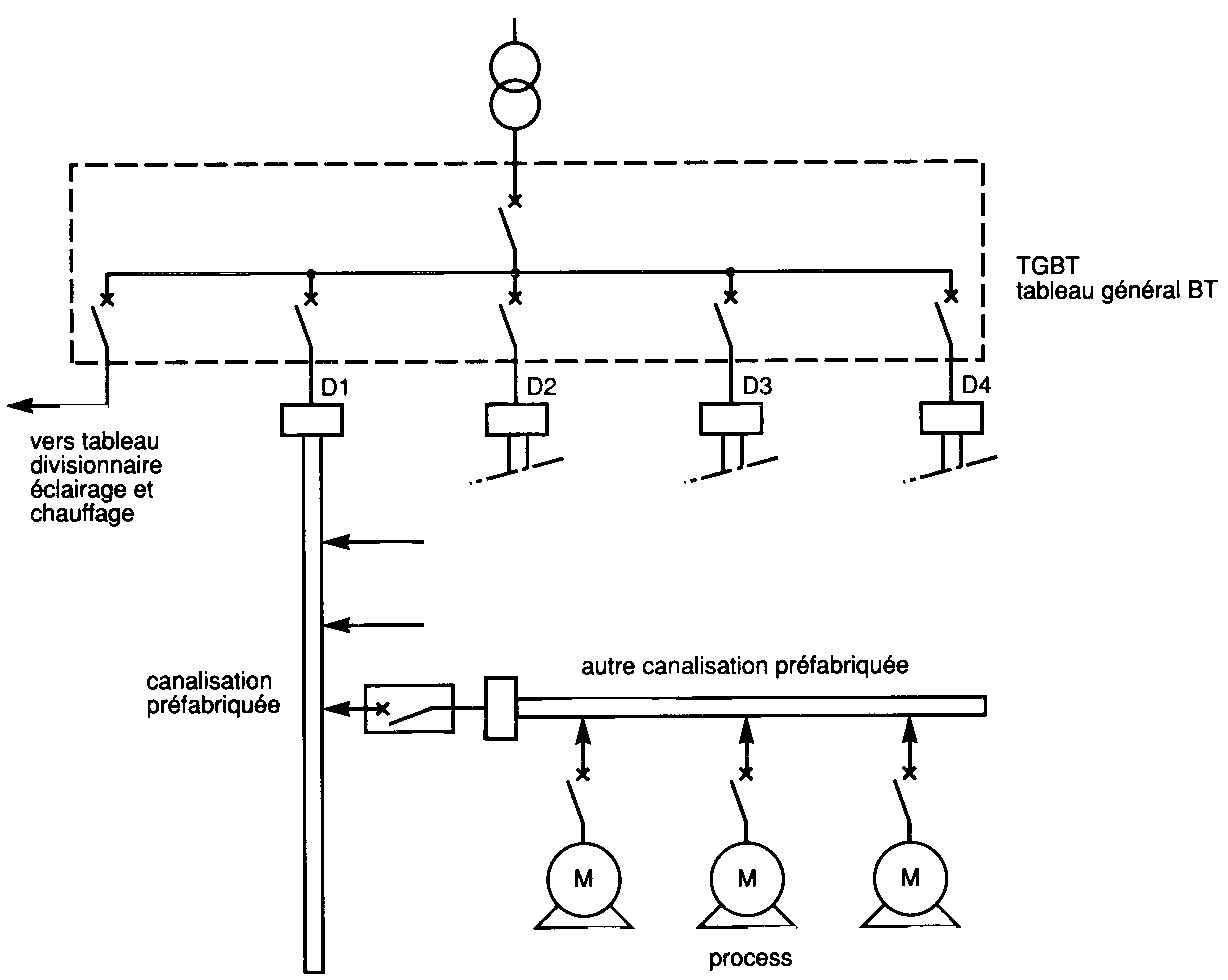 TGBT
tableau général BT
D1
D2
D3
D4
vers tableau
divisionnaire
éclairage et
chauffage
canalisation
préfabriquée
autre canalisation préfabriquée
M
M
M
process